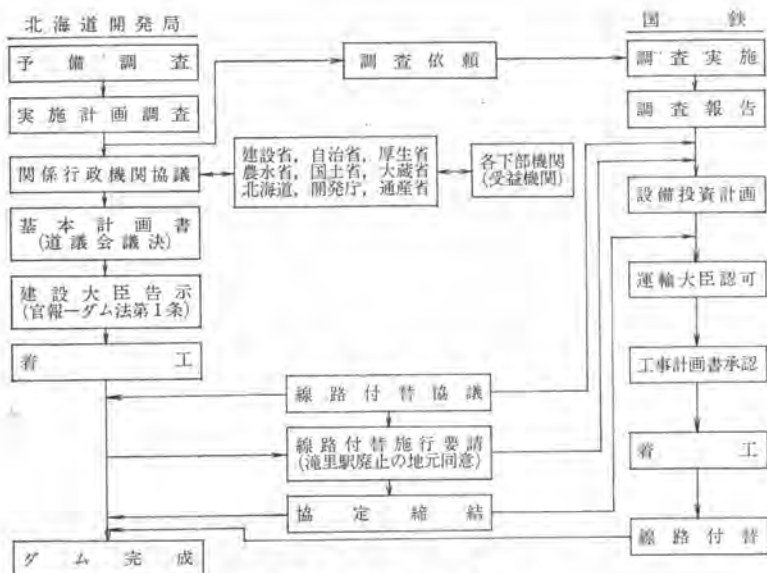 北海道開発局
予備調査
実施計画調査
関係行政機関協議
基本計画書
(道議会議決)
建設大臣告示
(官報ーダム法第1条)
着工
ダム完成
調査依頼
建設省，自治省，厚生省
農水省，国土省，大蔵省
北海道，開発庁，通産省
各下部機関
(受益機関)
線路付替協議
線路付替施行要請
(滝里駅廃止の地元同意)
協定締結
国鉄
調査実施
調査報告
設備投資計画
運輸大臣認可
工事計画書承認
着工
線路付替